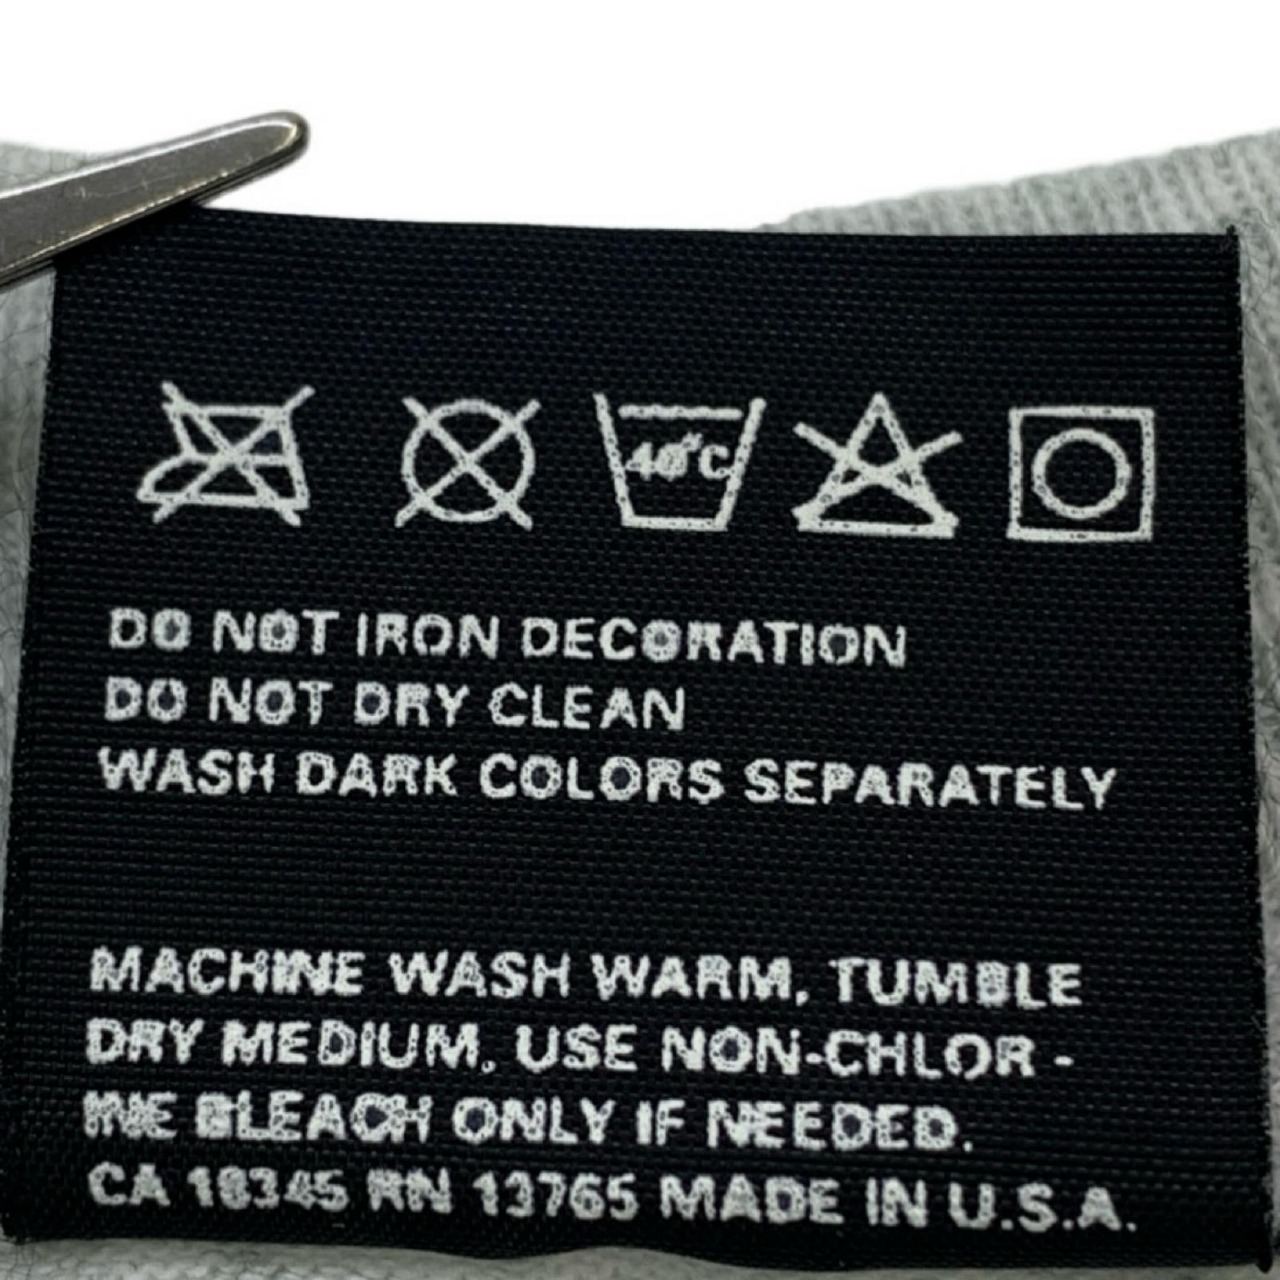 40°C
DO NOT IRON DECORATION
DO NOT DRY CLEAN
WASH DARK COLORS SEPARATELY
MACHINE WASH WARM, TUMBLE
DRY MEDIUM, USE NON-CHLOR -
INE BLEACH ONLY IF NEEDED.
CA 18345 RN 13765 MADE IN U.S.A.